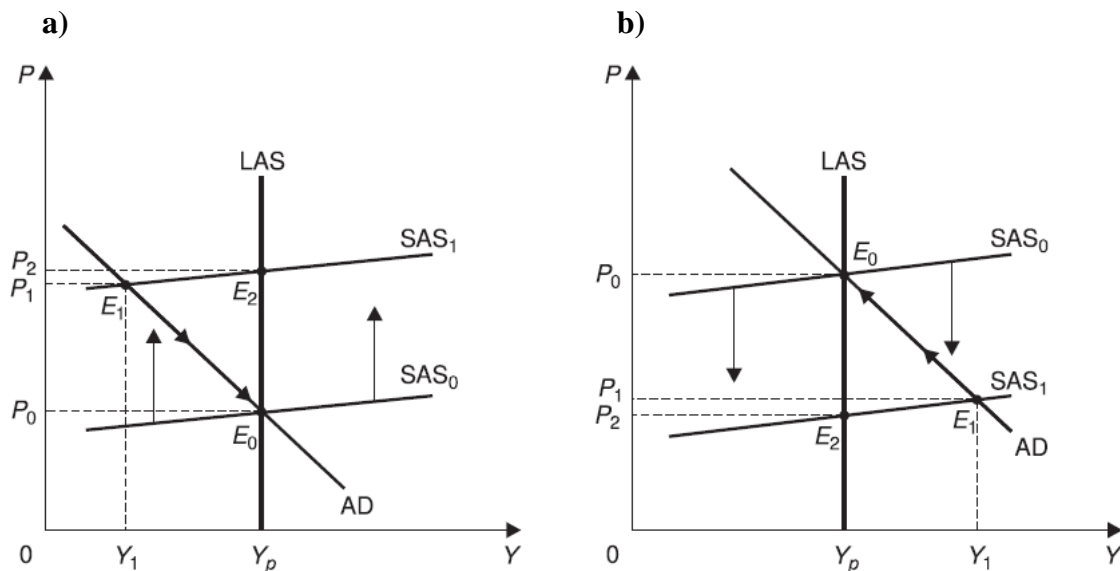 a)
P
LAS
SAS₁
P₂
P₁
E₁
E₂
SAS₀
P₀
E₀
AD
0
Y₁
Yₚ
Y
b)
P
LAS
E₀
SAS₀
P₀
P₁
SAS₁
P₂
E₂
E₁
AD
0
Yₚ
Y₁
Y